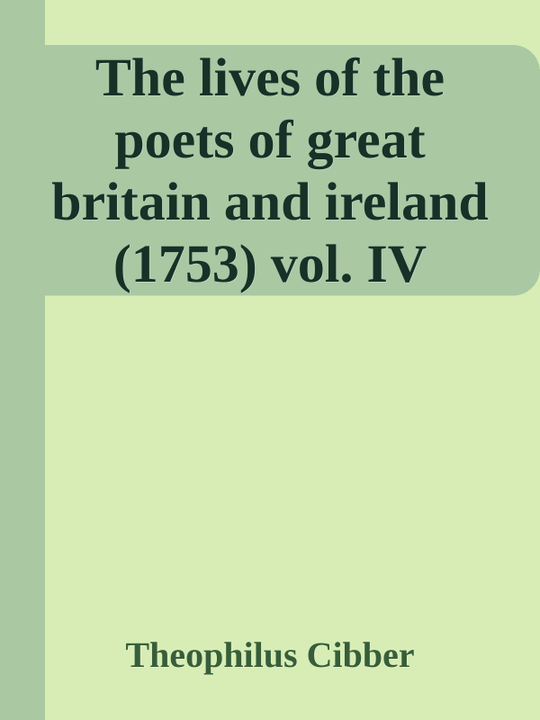 The lives of the
poets of great
britain and ireland
(1753) vol. IV
Theophilus Cibber